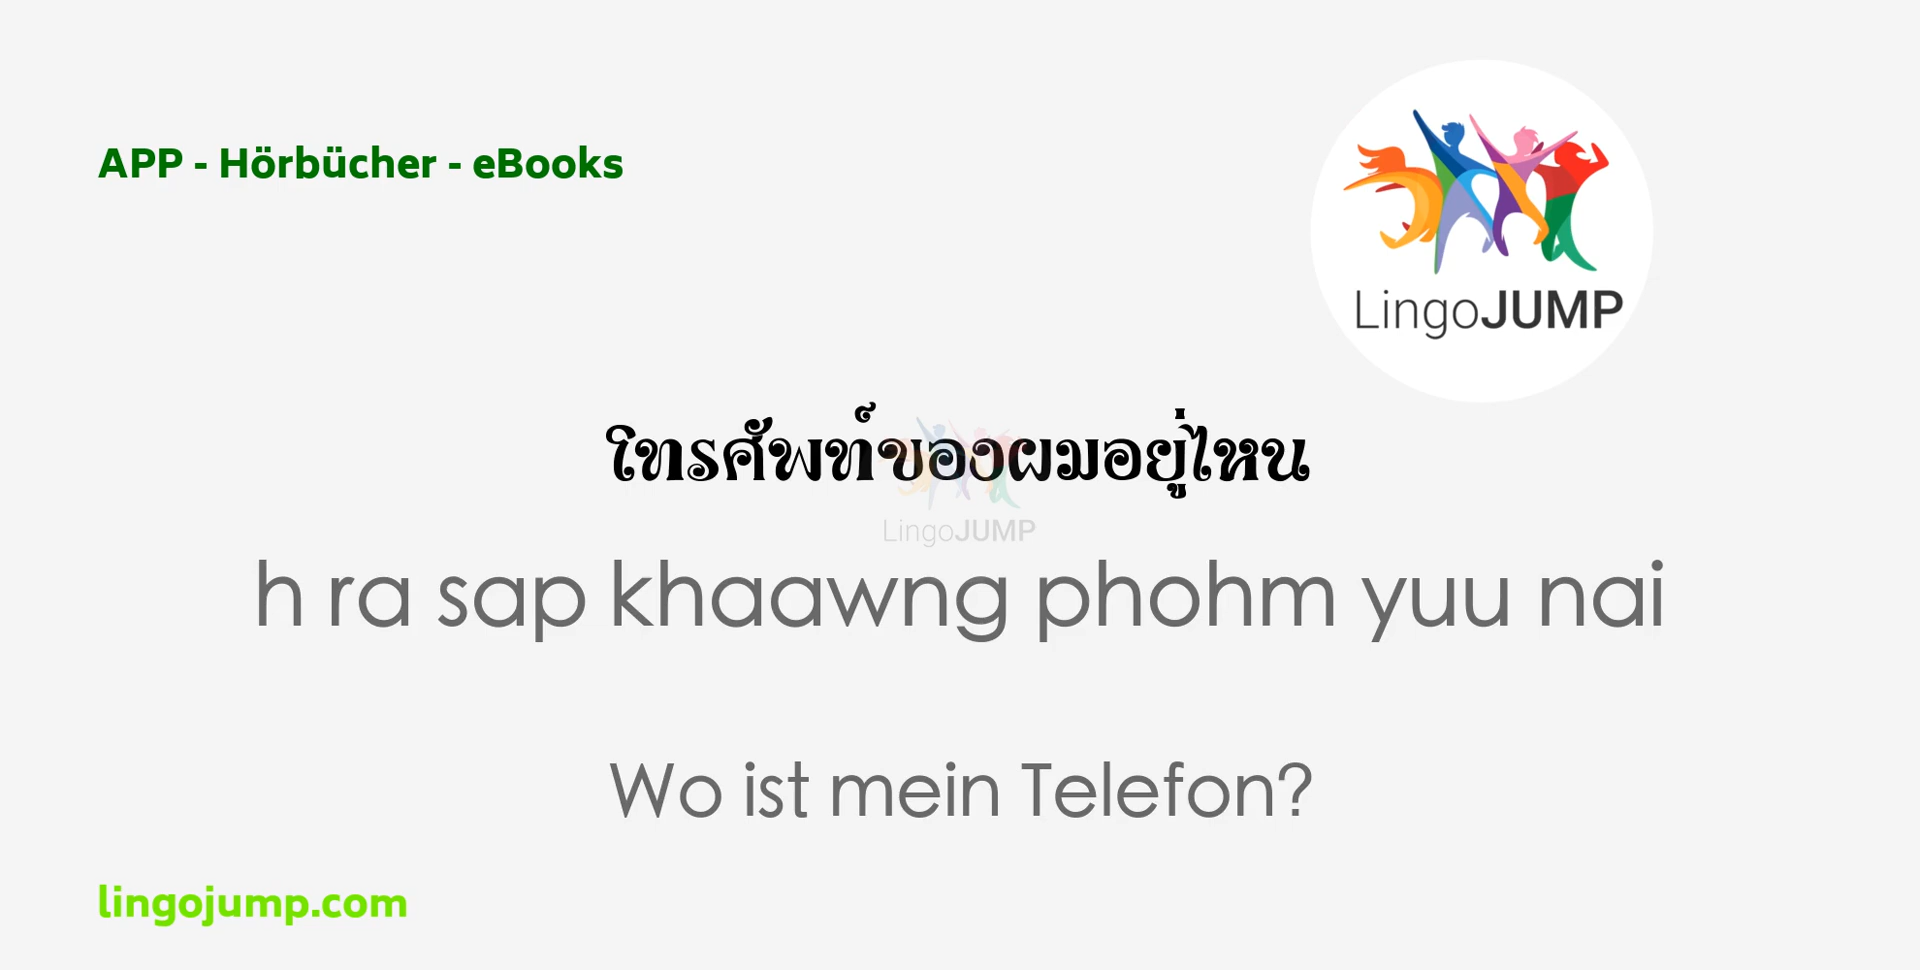 APP - Hörbücher - eBooks
LingoJUMP
โทรศัพท์ของผมอยู่ไหน
LingoJUMP
h ra sap khaawng phohm yuu nai
Wo ist mein Telefon?
lingojump.com